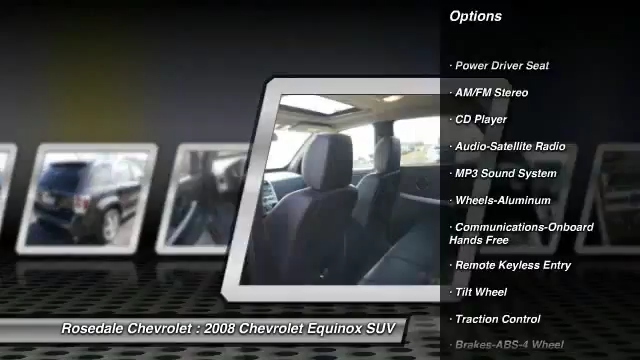 Options
· Power Driver Seat
· AM/FM Stereo
· CD Player
· Audio-Satellite Radio
· MP3 Sound System
· Wheels-Aluminum
· Communications-Onboard
Hands Free
· Remote Keyless Entry
· Tilt Wheel
· Traction Control
· Brakes-ABS-4 Wheel
Rosedale Chevrolet : 2008 Chevrolet Equinox SUV